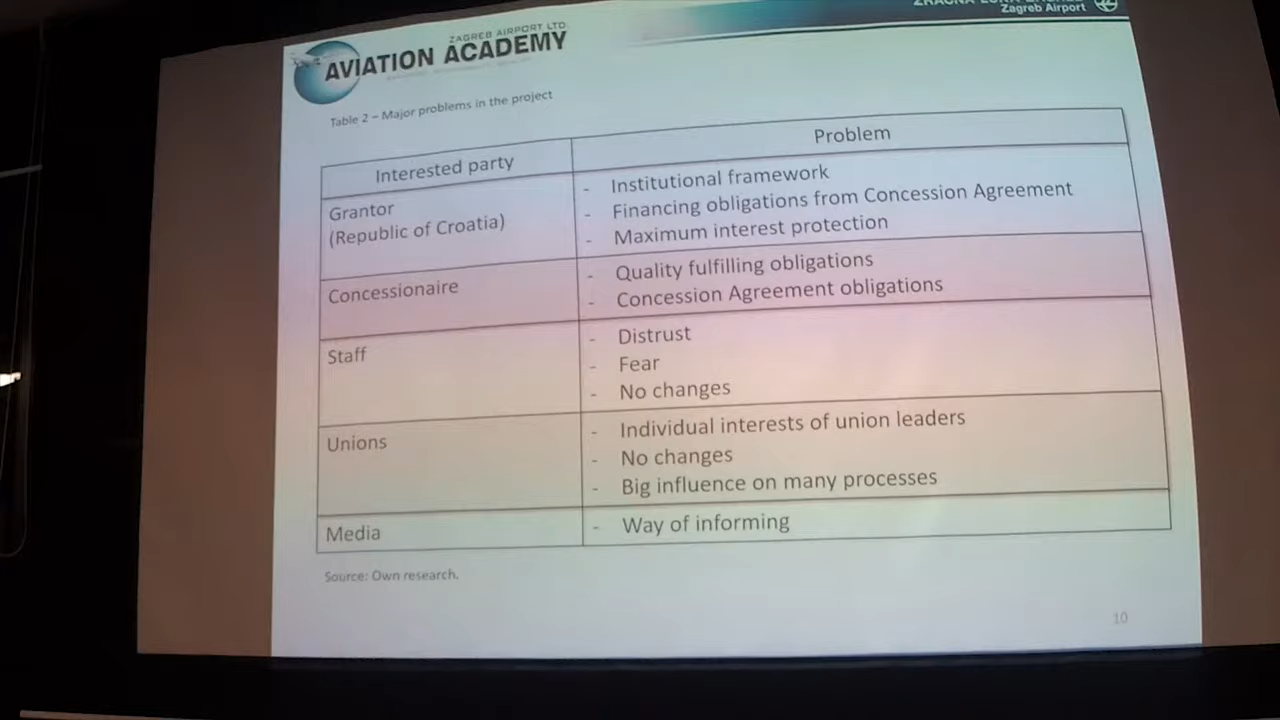 ZAGREB AIRPORT LTD
AVIATION ACADEMY
Zagreb Airport
Table 2 – Major problems in the project
Interested party
Problem
Grantor
(Republic of Croatia)
- Institutional framework
- Financing obligations from Concession Agreement
- Maximum interest protection
Concessionaire
- Quality fulfilling obligations
- Concession Agreement obligations
Staff
- Distrust
- Fear
- No changes
Unions
- Individual interests of union leaders
- No changes
- Big influence on many processes
Media
- Way of informing
Source: Own research.
10